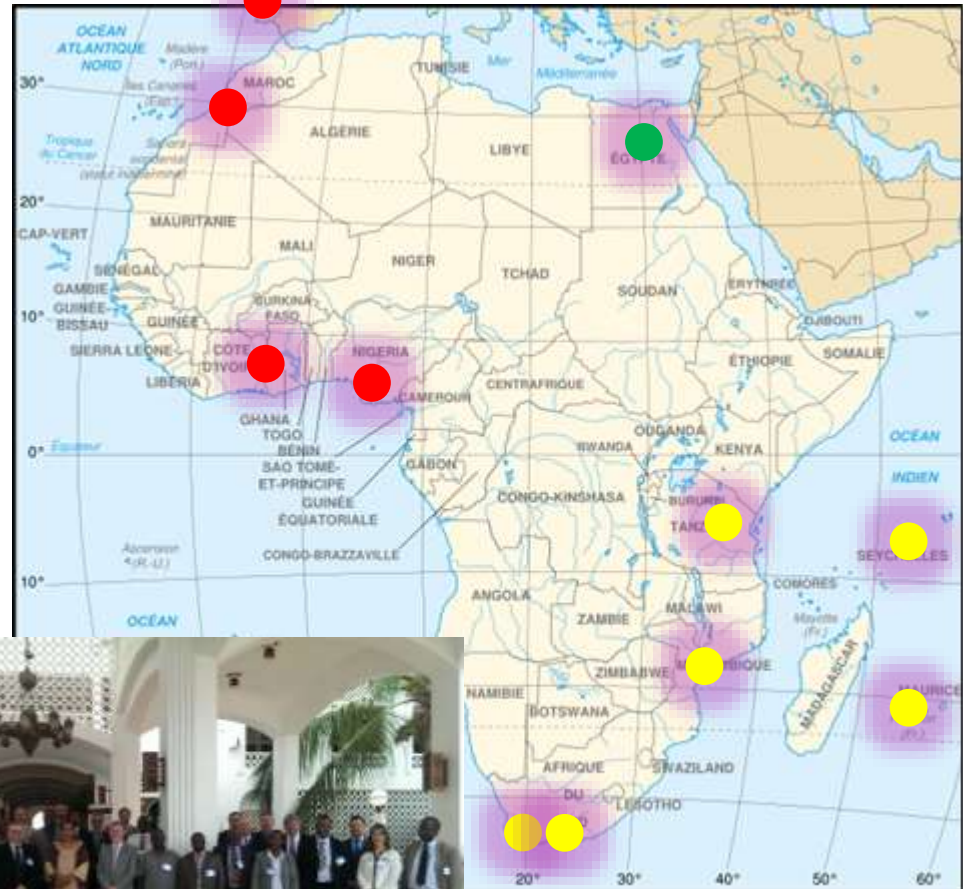 OCÉAN
ATLANTIQUE
NORD
Madère
(Port.)
Îles Canaries
(Esp.)
MAROC
TUNISIE
Mer
Méditerranée
30°
ALGÉRIE
LIBYE
ÉGYPTE
Tropique
du Cancer
Sahara
occidental
(statut indéterminé)
20°
MAURITANIE
CAP-VERT
MALI
NIGER
TCHAD
SOUDAN
ÉRYTHRÉE
SÉNÉGAL
GAMBIE
GUINÉE-
BISSAU
BURKINA
FASO
10°
GUINÉE
DJIBOUTI
SIERRA LEONE
CÔTE
D'IVOIRE
NIGERIA
ÉTHIOPIE
SOMALIE
LIBÉRIA
CAMEROUN
CENTRAFRIQUE
GHANA
TOGO
BÉNIN
SAO TOMÉ-
ET-PRINCIPE
GUINÉE
ÉQUATORIALE
CONGO-BRAZZAVILLE
0°
Équateur
GABON
OUGANDA
RWANDA
KENYA
OCÉAN
INDIEN
CONGO-KINSHASA
BURUNDI
TANZ
SEYCHELLES
Ascension
(R.-U.)
10°
COMORES
OCÉAN
ANGOLA
ZAMBIE
MALAWI
Mayotte
(Fr.)
ZIMBABWE
M BIQUE
MADAGASCAR
MAURICE
(Fr.)
NAMIBIE
BOTSWANA
AFRIQUE
DU
SWAZILAND
LESOTHO
20°
30°
40°
50°
60°